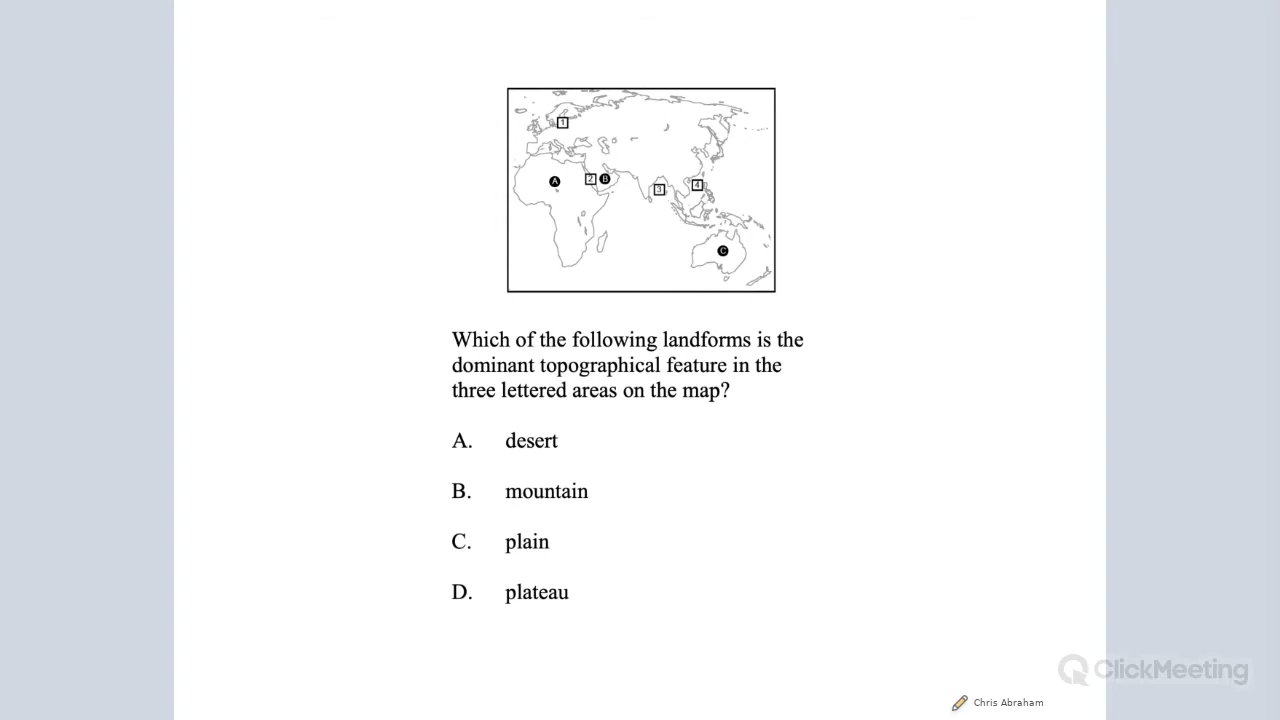 1
A
2
B
3
4
C
Which of the following landforms is the
dominant topographical feature in the
three lettered areas on the map?
A. desert
B. mountain
C. plain
D. plateau
ClickMeeting
Chris Abraham